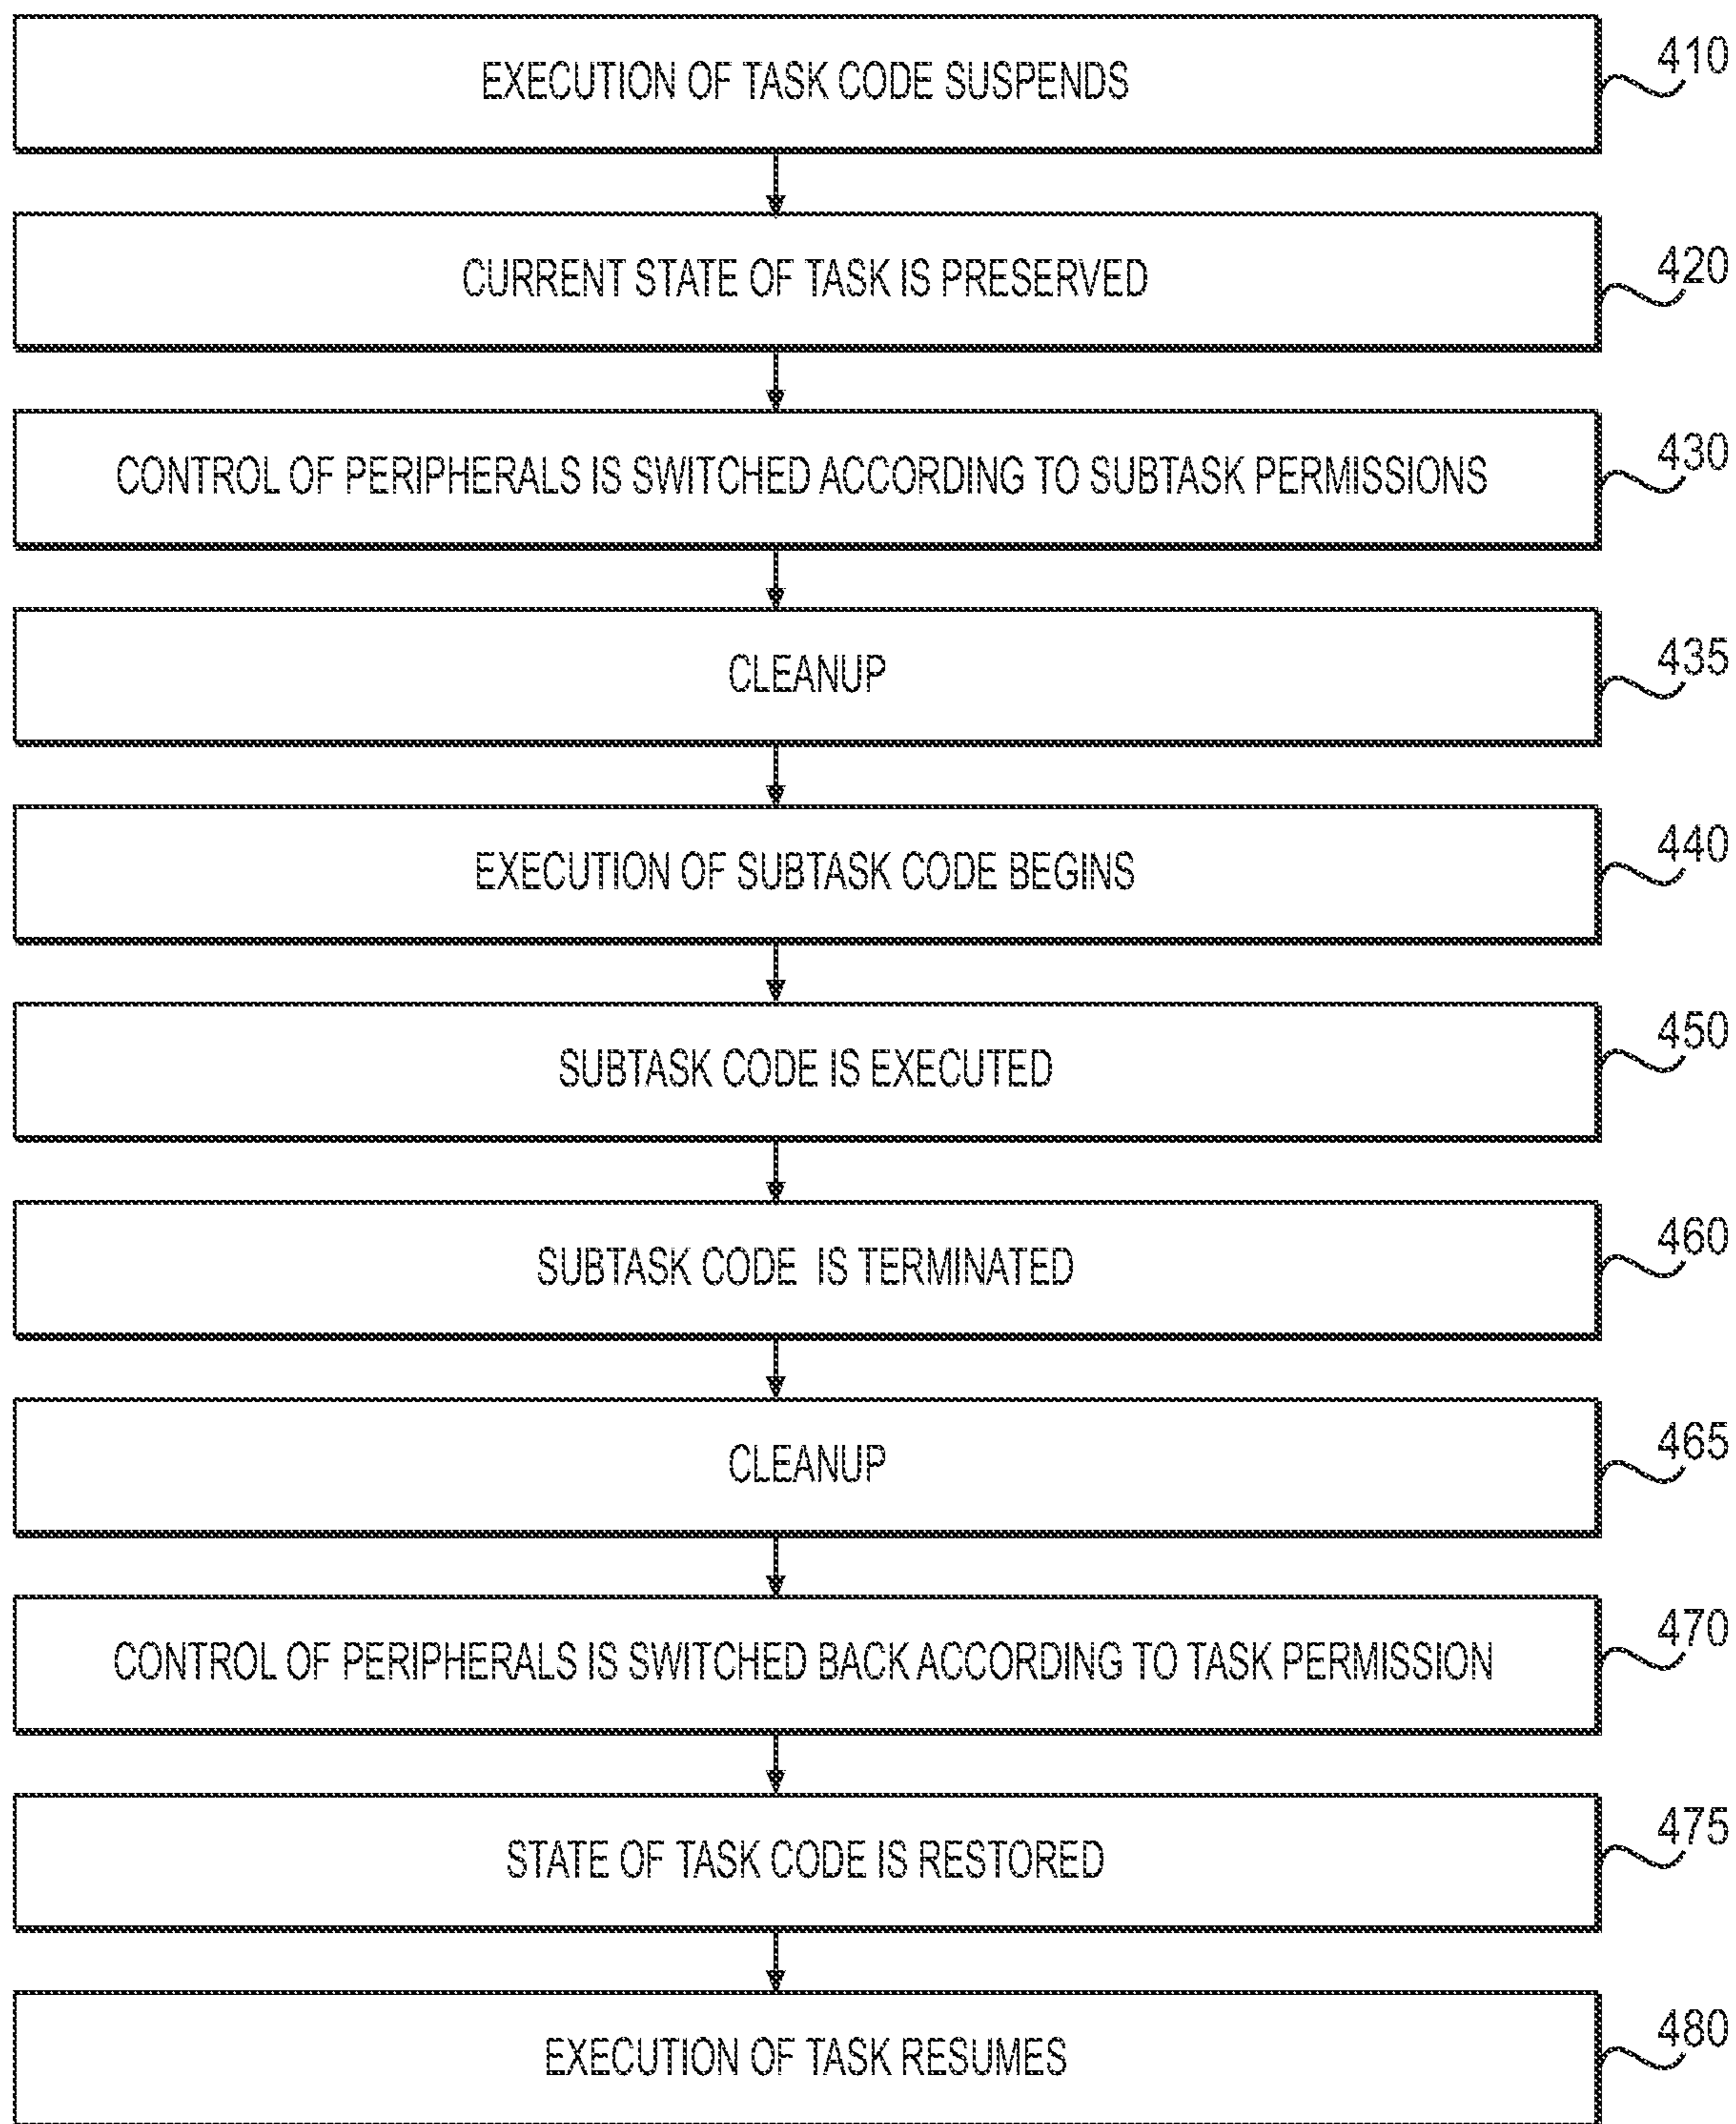 EXECUTION OF TASK CODE SUSPENDS
410
CURRENT STATE OF TASK IS PRESERVED
420
CONTROL OF PERIPHERALS IS SWITCHED ACCORDING TO SUBTASK PERMISSIONS
430
CLEANUP
435
EXECUTION OF SUBTASK CODE BEGINS
440
SUBTASK CODE IS EXECUTED
450
SUBTASK CODE IS TERMINATED
460
CLEANUP
465
CONTROL OF PERIPHERALS IS SWITCHED BACK ACCORDING TO TASK PERMISSION
470
STATE OF TASK CODE IS RESTORED
475
EXECUTION OF TASK RESUMES
480